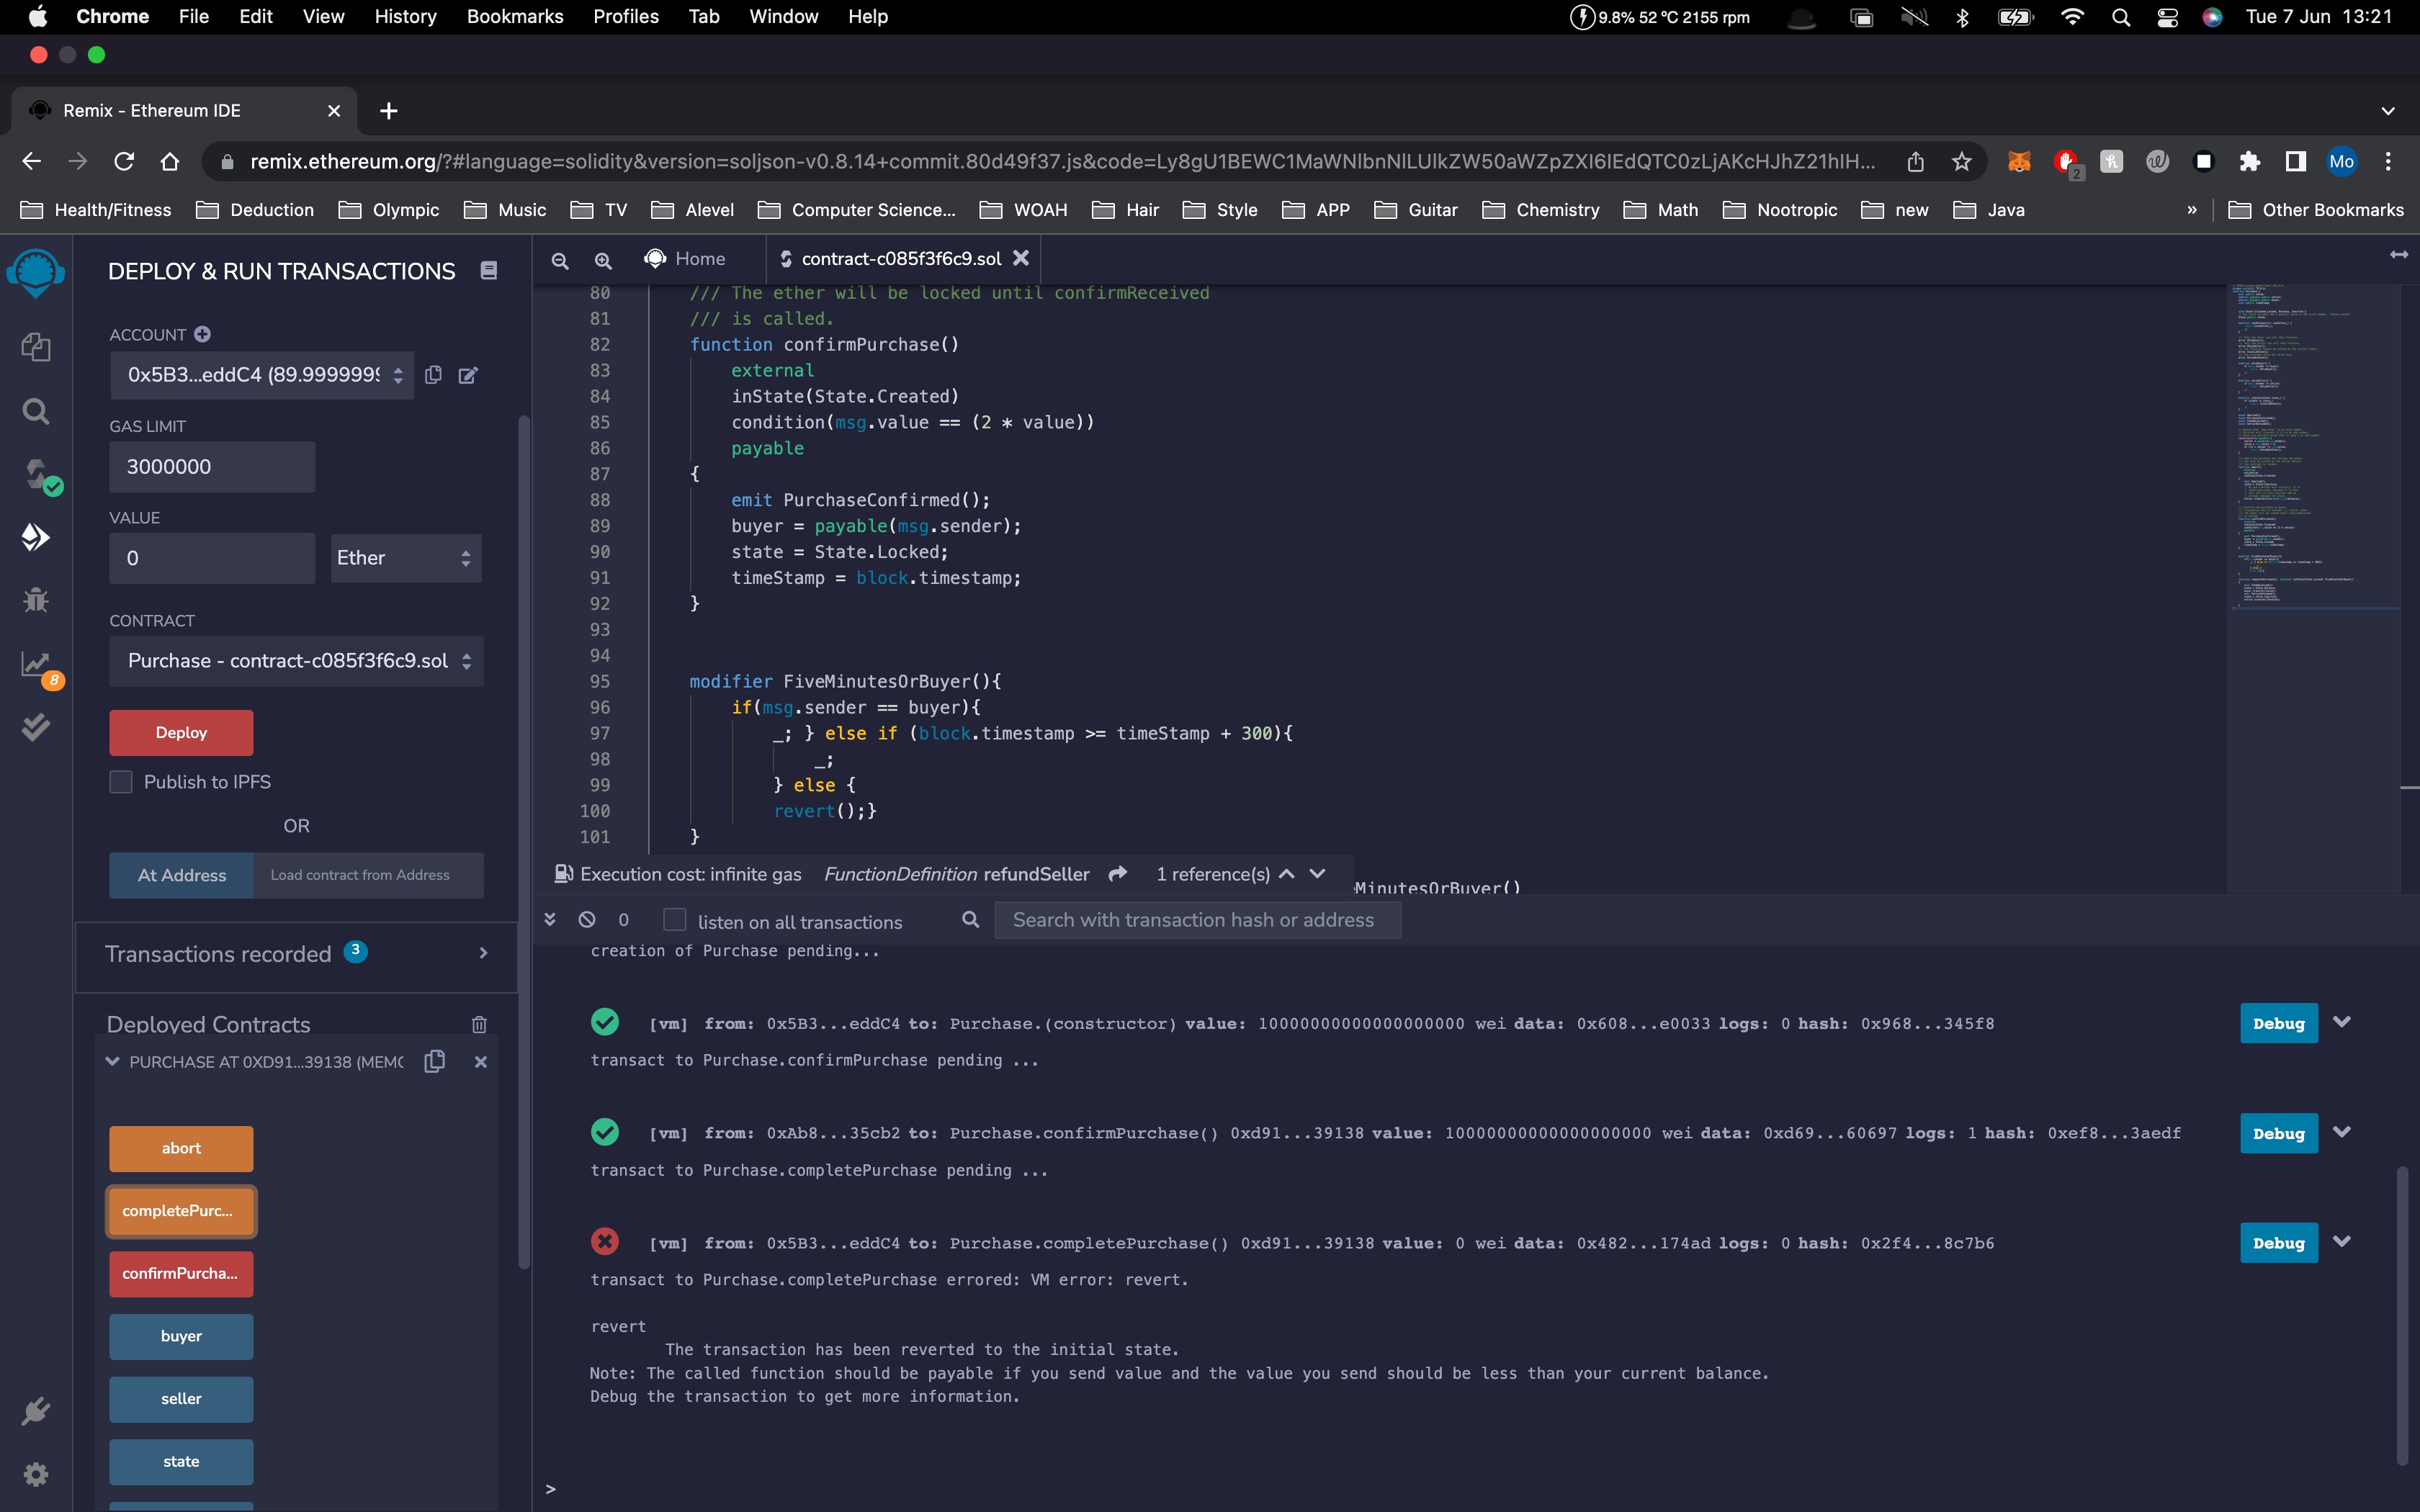 Chrome File Edit View History Bookmarks Profiles Tab Window Help 9.8% 52 °C 2155 rpm Tue 7 Jun 13:21
Remix - Ethereum IDE
remix.ethereum.org/?#language=solidity&version=soljson-v0.8.14+commit.80d49f37.js&code=Ly8gU1BEWC1MaWNlbnNlLUlkZW50aWZpZXI6IEdQTC0zLjAKcHJhZ21hIH... 2 Mo
Health/Fitness Deduction Olympic Music TV Alevel Computer Science... WOAH Hair Style APP Guitar Chemistry Math Nootropic new Java » Other Bookmarks
DEPLOY & RUN TRANSACTIONS
ACCOUNT
0x5B3...eddC4 (89.9999999
GAS LIMIT
3000000
VALUE
0 Ether
CONTRACT
Purchase - contract-c085f3f6c9.sol
8
Deploy
Publish to IPFS
OR
At Address Load contract from Address
Transactions recorded 3
Deployed Contracts
PURCHASE AT 0XD91...39138 (MEMO
abort
completePurc...
confirmPurcha...
buyer
seller
state
Home contract-c085f3f6c9.sol
80 /// The ether will be locked until confirmReceived
81 /// is called.
82 function confirmPurchase()
83 external
84 inState(State.Created)
85 condition(msg.value == (2 * value))
86 payable
87 {
88 emit PurchaseConfirmed();
89 buyer = payable(msg.sender);
90 state = State.Locked;
91 timeStamp = block.timestamp;
92 }
93
94
95 modifier FiveMinutesOrBuyer(){
96 if(msg.sender == buyer){
97 _; } else if (block.timestamp >= timeStamp + 300){
98 _;
99 } else {
100 revert();}
101 }
Execution cost: infinite gas FunctionDefinition refundSeller 1 reference(s) eMinutesOrBuyer()
0 listen on all transactions Search with transaction hash or address
creation of Purchase pending...
[vm] from: 0x5B3...eddC4 to: Purchase.(constructor) value: 10000000000000000000 wei data: 0x608...e0033 logs: 0 hash: 0x968...345f8 Debug
transact to Purchase.confirmPurchase pending ...
[vm] from: 0xAb8...35cb2 to: Purchase.confirmPurchase() 0xd91...39138 value: 10000000000000000000 wei data: 0xd69...60697 logs: 1 hash: 0xef8...3aedf Debug
transact to Purchase.completePurchase pending ...
[vm] from: 0x5B3...eddC4 to: Purchase.completePurchase() 0xd91...39138 value: 0 wei data: 0x482...174ad logs: 0 hash: 0x2f4...8c7b6 Debug
transact to Purchase.completePurchase errored: VM error: revert.
revert
The transaction has been reverted to the initial state.
Note: The called function should be payable if you send value and the value you send should be less than your current balance.
Debug the transaction to get more information.
>